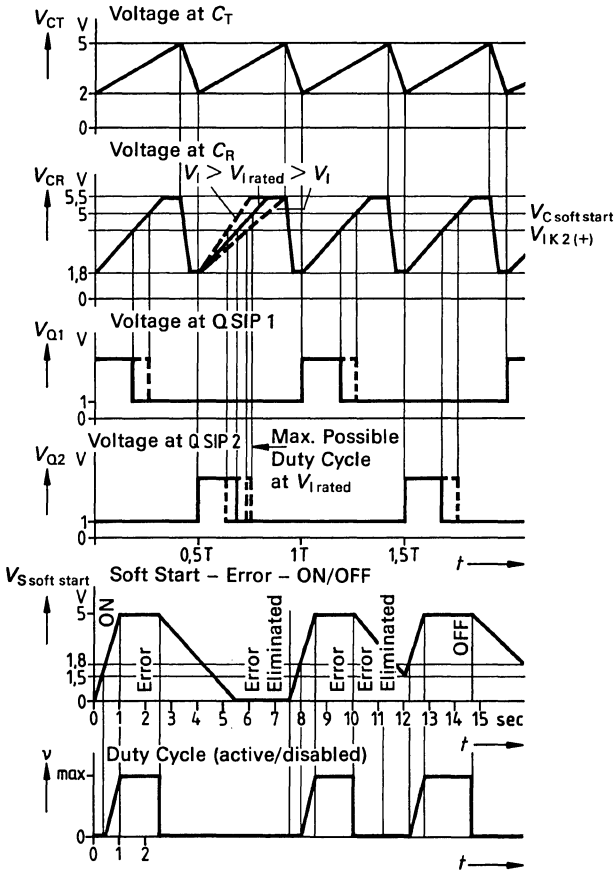 V_CT V Voltage at C_T
5
2
0
Voltage at C_R
V_CR V V_I > V_I rated > V_I
5,5
5 V_C soft start
V_I K 2 (+)
1,8
0
Voltage at Q SIP 1
V_Q1 V
1
0
Voltage at Q SIP 2 Max. Possible
V_Q2 V Duty Cycle
at V_I rated
1
0
0,5T 1T 1,5T t
V_S soft start Soft Start – Error – ON/OFF
V
5
1,8
1,5
0
ON Error Error Eliminated Error Error Eliminated OFF
0 1 2 3 4 5 6 7 8 9 10 11 12 13 14 15 sec
t
ν Duty Cycle (active/disabled)
max
0
0 1 2 t